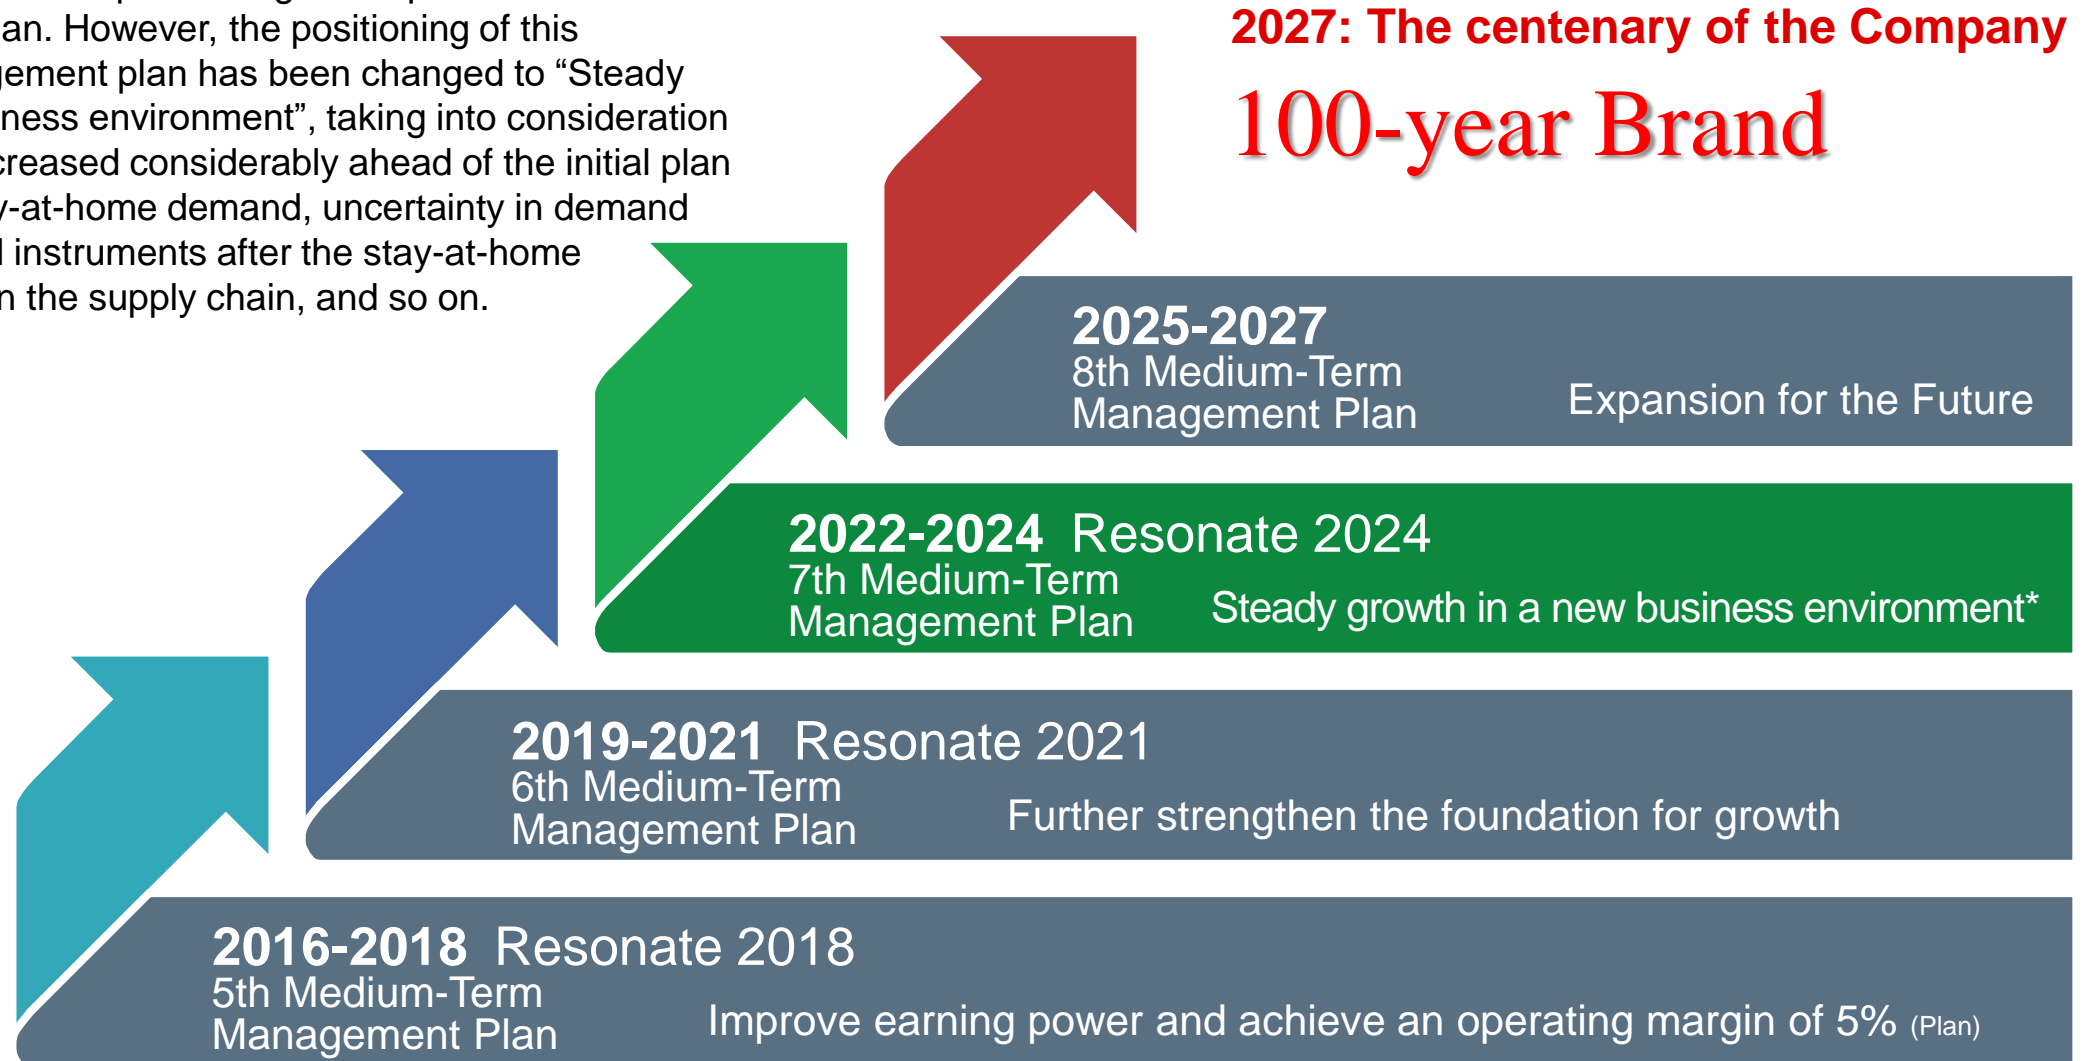 an. However, the positioning of this
gement plan has been changed to “Steady
ness environment”, taking into consideration
creased considerably ahead of the initial plan
y-at-home demand, uncertainty in demand
l instruments after the stay-at-home
n the supply chain, and so on.
2027: The centenary of the Company
100-year Brand
2025-2027
8th Medium-Term
Management Plan
Expansion for the Future
2022-2024 Resonate 2024
7th Medium-Term
Management Plan
Steady growth in a new business environment*
2019-2021 Resonate 2021
6th Medium-Term
Management Plan
Further strengthen the foundation for growth
2016-2018 Resonate 2018
5th Medium-Term
Management Plan
Improve earning power and achieve an operating margin of 5% (Plan)